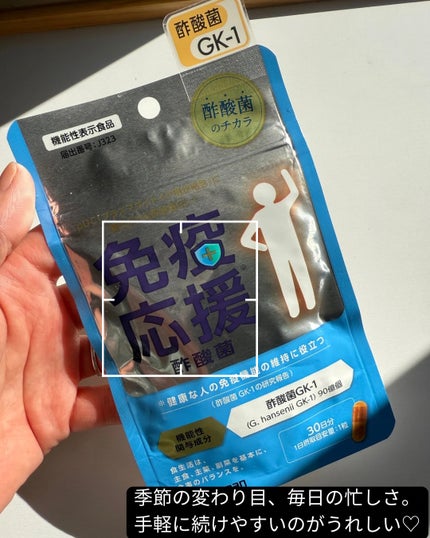 酢酸菌
GK-1
酢酸菌
のチカラ
機能性表示食品
届出番号:J323
免疫
応援
酢酸菌
＊健康な人の免疫機能の維持に役立つ
(酢酸菌 GK-1の研究報告)
機能性
関与成分
酢酸菌GK-1
(G. hansenii GK-1) 90億個
30日分
1日摂取目安量:1粒
食生活は、
主食、主菜、副菜を基本に、
のバランスを。
季節の変わり目、毎日の忙しさ。
手軽に続けやすいのがうれしい♡